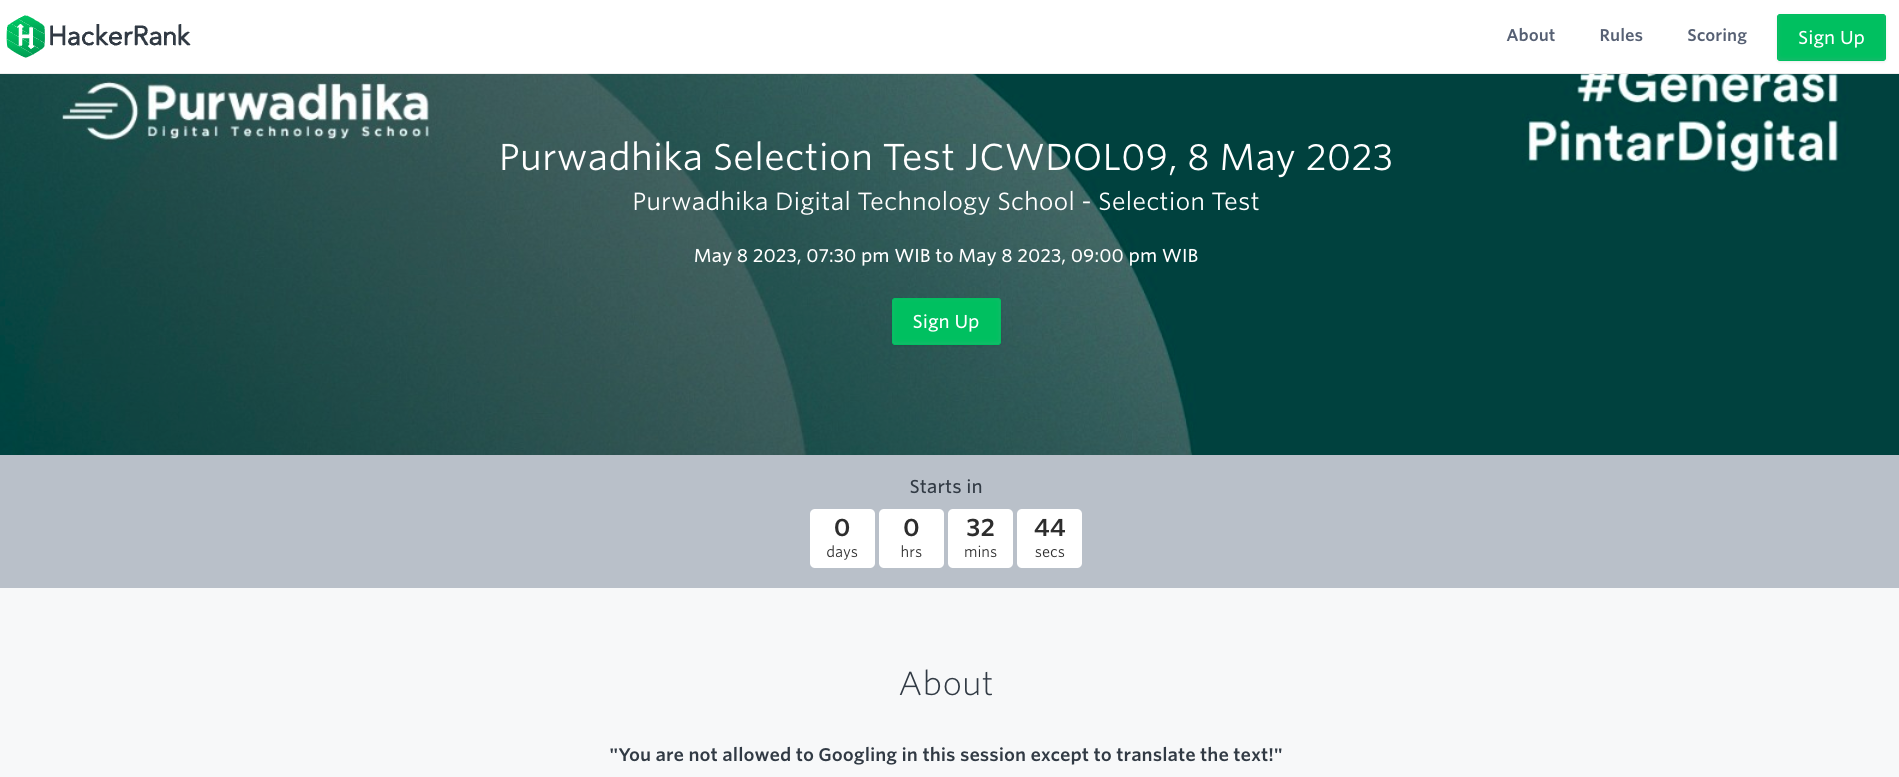 HackerRank
About Rules Scoring Sign Up
Purwadhika
Digital Technology School
#Generasi
PintarDigital
Purwadhika Selection Test JCWDOL09, 8 May 2023
Purwadhika Digital Technology School - Selection Test
May 8 2023, 07:30 pm WIB to May 8 2023, 09:00 pm WIB
Sign Up
Starts in
0 0 32 44
days hrs mins secs
About
"You are not allowed to Googling in this session except to translate the text!"